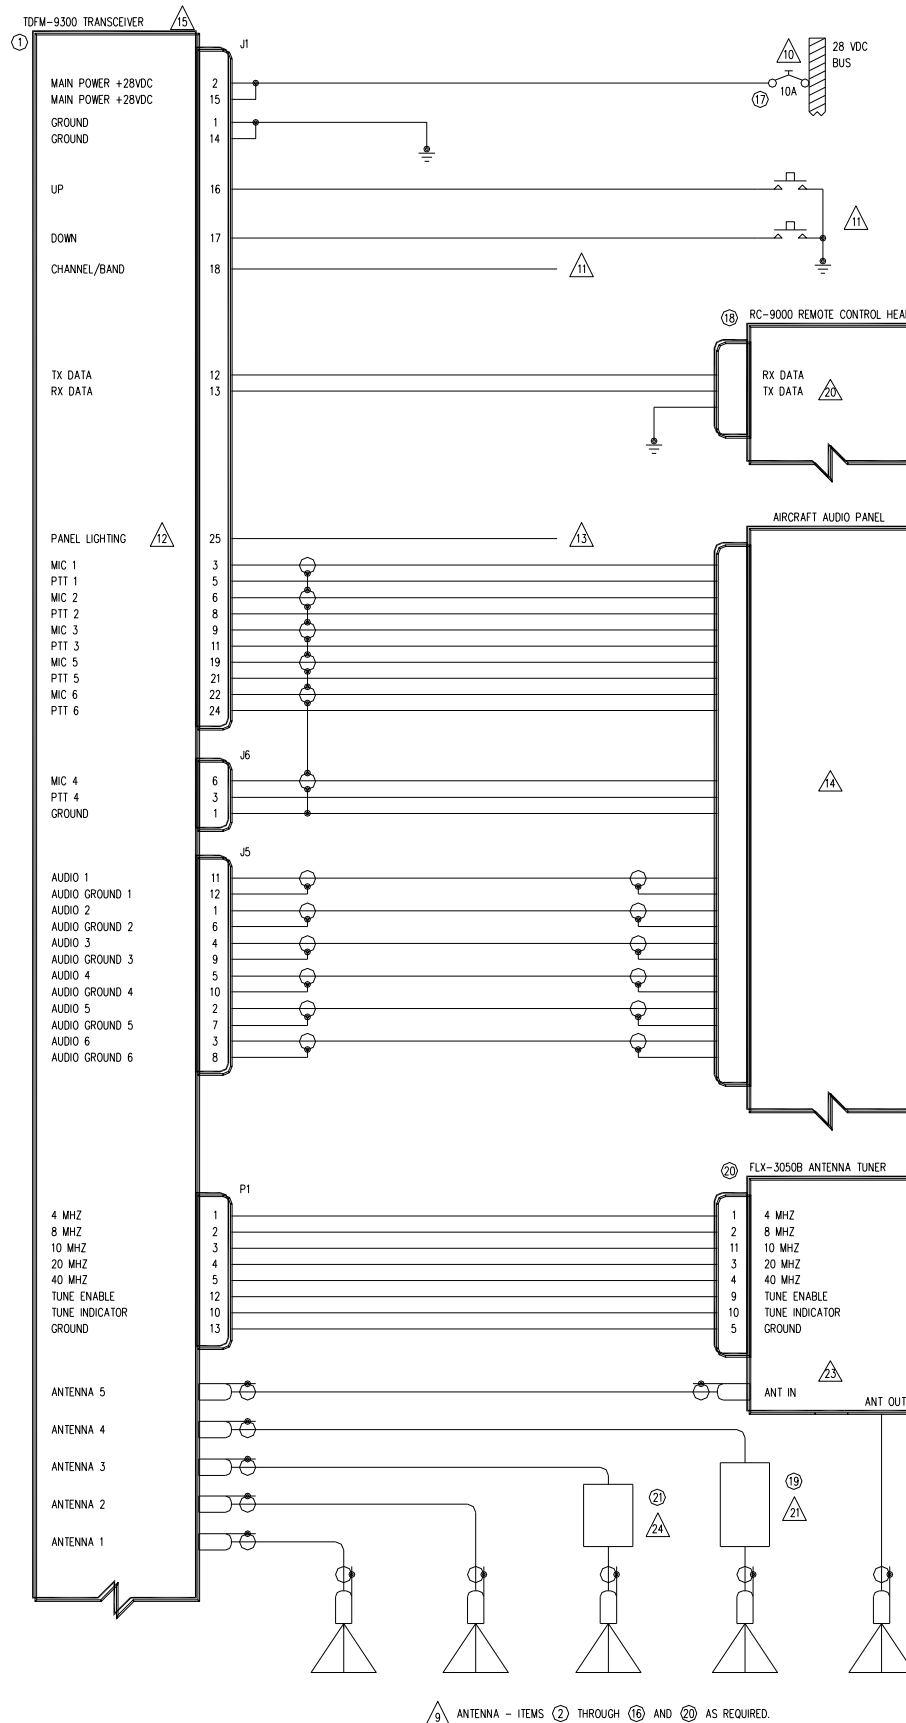 TDFM-9300 TRANSCEIVER 15
1
J1
MAIN POWER +28VDC 2
MAIN POWER +28VDC 15
GROUND 1
GROUND 14
10
28 VDC
BUS
17 10A
UP 16
DOWN 17
11
CHANNEL/BAND 18 11
18 RC-9000 REMOTE CONTROL HEA
TX DATA 12 RX DATA
RX DATA 13 TX DATA 20
AIRCRAFT AUDIO PANEL
PANEL LIGHTING 12 25 13
MIC 1 3
PTT 1 5
MIC 2 6
PTT 2 8
MIC 3 9
PTT 3 11
MIC 5 19
PTT 5 21
MIC 6 22
PTT 6 24
J6
MIC 4 6
PTT 4 3
GROUND 1
14
J5
AUDIO 1 11
AUDIO GROUND 1 12
AUDIO 2 1
AUDIO GROUND 2 6
AUDIO 3 4
AUDIO GROUND 3 9
AUDIO 4 5
AUDIO GROUND 4 10
AUDIO 5 2
AUDIO GROUND 5 7
AUDIO 6 3
AUDIO GROUND 6 8
20 FLX-3050B ANTENNA TUNER
P1
4 MHZ 1 1 4 MHZ
8 MHZ 2 2 8 MHZ
10 MHZ 3 11 10 MHZ
20 MHZ 4 3 20 MHZ
40 MHZ 5 4 40 MHZ
TUNE ENABLE 12 9 TUNE ENABLE
TUNE INDICATOR 10 10 TUNE INDICATOR
GROUND 13 5 GROUND
23
ANTENNA 5 ANT IN
ANT OUT
ANTENNA 4
ANTENNA 3
21 19
24 21
ANTENNA 2
ANTENNA 1
9 ANTENNA - ITEMS 2 THROUGH 16 AND 20 AS REQUIRED.